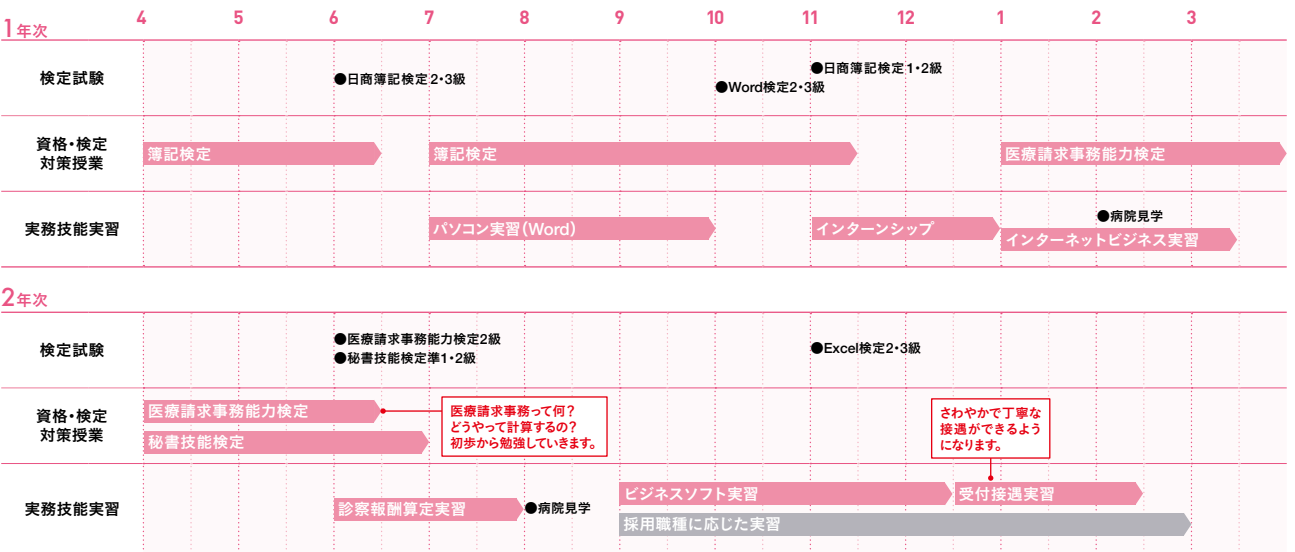 1年次
4 5 6 7 8 9 10 11 12 1 2 3
検定試験
●日商簿記検定2・3級
●Word検定2・3級
●日商簿記検定1・2級
資格・検定
対策授業
簿記検定
簿記検定
医療請求事務能力検定
実務技能実習
パソコン実習(Word)
インターンシップ
●病院見学
インターネットビジネス実習
2年次
検定試験
●医療請求事務能力検定2級
●秘書技能検定準1・2級
●Excel検定2・3級
資格・検定
対策授業
医療請求事務能力検定
秘書技能検定
医療請求事務って何?
どうやって計算するの?
初歩から勉強していきます。
さわやかで丁寧な
接遇ができるよう
になります。
実務技能実習
診察報酬算定実習
●病院見学
ビジネスソフト実習
受付接遇実習
採用職種に応じた実習